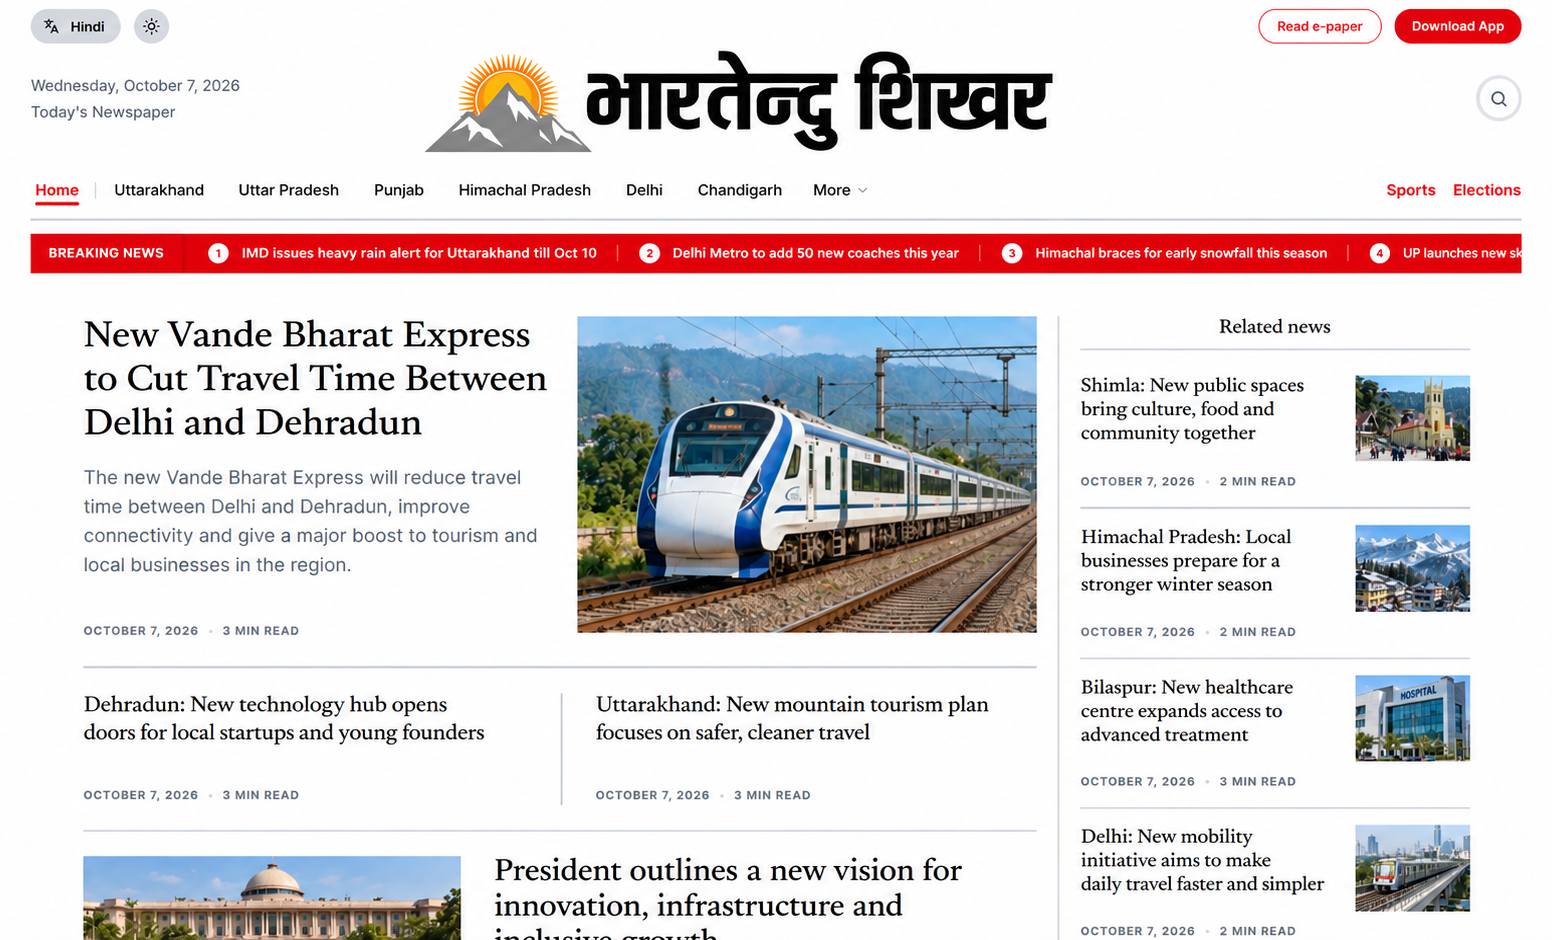 Hindi
Read e-paper
Download App
Wednesday, October 7, 2026
Today's Newspaper
भारतेन्दु शिखर
Home
Uttarakhand
Uttar Pradesh
Punjab
Himachal Pradesh
Delhi
Chandigarh
More
Sports
Elections
BREAKING NEWS
1 IMD issues heavy rain alert for Uttarakhand till Oct 10
2 Delhi Metro to add 50 new coaches this year
3 Himachal braces for early snowfall this season
4 UP launches new sk
New Vande Bharat Express
to Cut Travel Time Between
Delhi and Dehradun
The new Vande Bharat Express will reduce travel
time between Delhi and Dehradun, improve
connectivity and give a major boost to tourism and
local businesses in the region.
OCTOBER 7, 2026 • 3 MIN READ
Dehradun: New technology hub opens
doors for local startups and young founders
OCTOBER 7, 2026 • 3 MIN READ
Uttarakhand: New mountain tourism plan
focuses on safer, cleaner travel
OCTOBER 7, 2026 • 3 MIN READ
President outlines a new vision for
innovation, infrastructure and
inclusive growth
Related news
Shimla: New public spaces
bring culture, food and
community together
OCTOBER 7, 2026 • 2 MIN READ
Himachal Pradesh: Local
businesses prepare for a
stronger winter season
OCTOBER 7, 2026 • 2 MIN READ
Bilaspur: New healthcare
centre expands access to
advanced treatment
HOSPITAL
OCTOBER 7, 2026 • 3 MIN READ
Delhi: New mobility
initiative aims to make
daily travel faster and simpler
OCTOBER 7, 2026 • 2 MIN READ